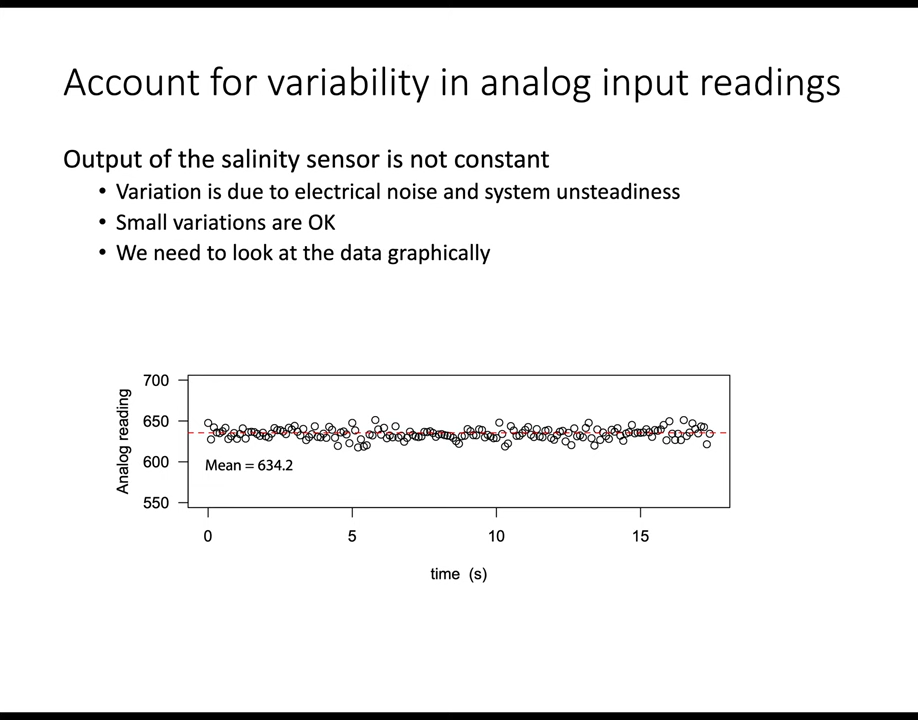 Account for variability in analog input readings
Output of the salinity sensor is not constant
• Variation is due to electrical noise and system unsteadiness
• Small variations are OK
• We need to look at the data graphically
Analog reading
700
650
600
550
Mean = 634.2
0 5 10 15
time (s)